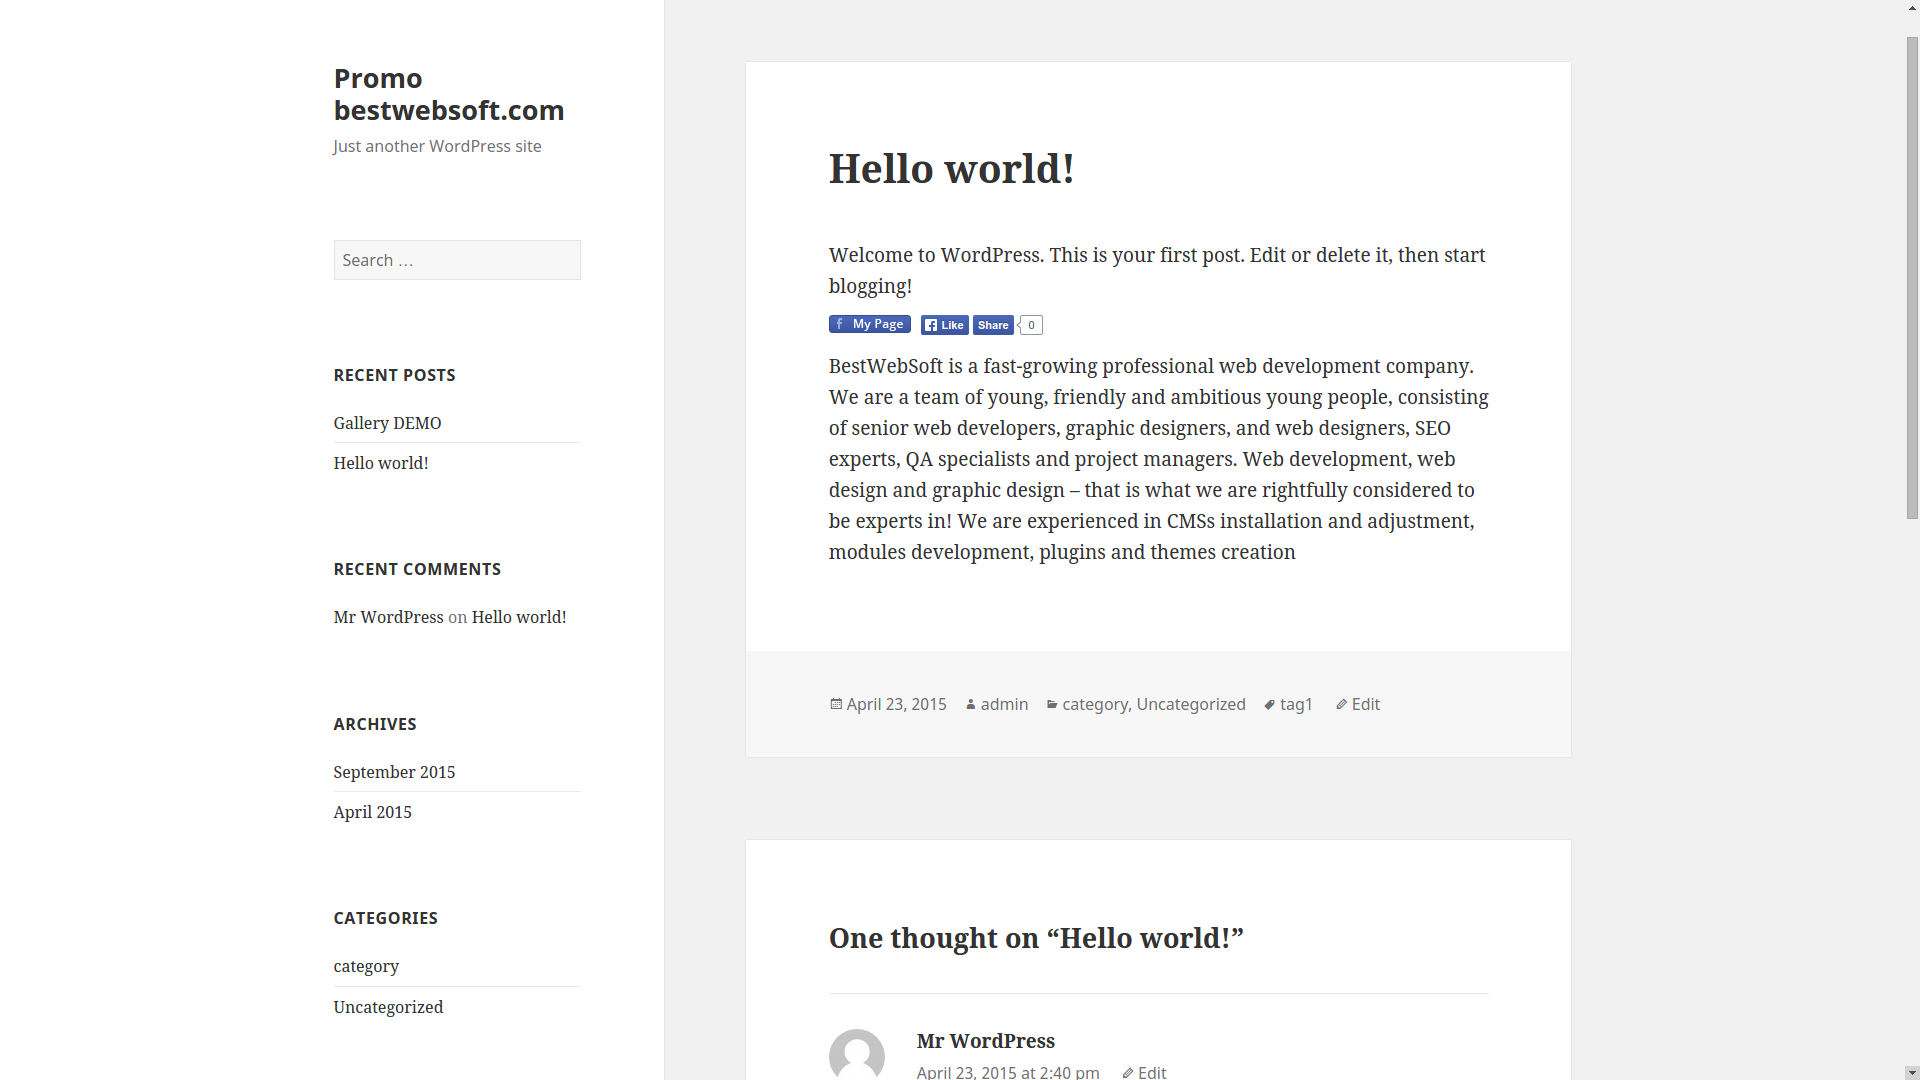 Promo
bestwebsoft.com
Just another WordPress site
Search …
RECENT POSTS
Gallery DEMO
Hello world!
RECENT COMMENTS
Mr WordPress on Hello world!
ARCHIVES
September 2015
April 2015
CATEGORIES
category
Uncategorized
Hello world!
Welcome to WordPress. This is your first post. Edit or delete it, then start
blogging!
My Page Like Share 0
BestWebSoft is a fast-growing professional web development company.
We are a team of young, friendly and ambitious young people, consisting
of senior web developers, graphic designers, and web designers, SEO
experts, QA specialists and project managers. Web development, web
design and graphic design – that is what we are rightfully considered to
be experts in! We are experienced in CMSs installation and adjustment,
modules development, plugins and themes creation
April 23, 2015 admin category, Uncategorized tag1 Edit
One thought on “Hello world!”
Mr WordPress
April 23, 2015 at 2:40 pm Edit